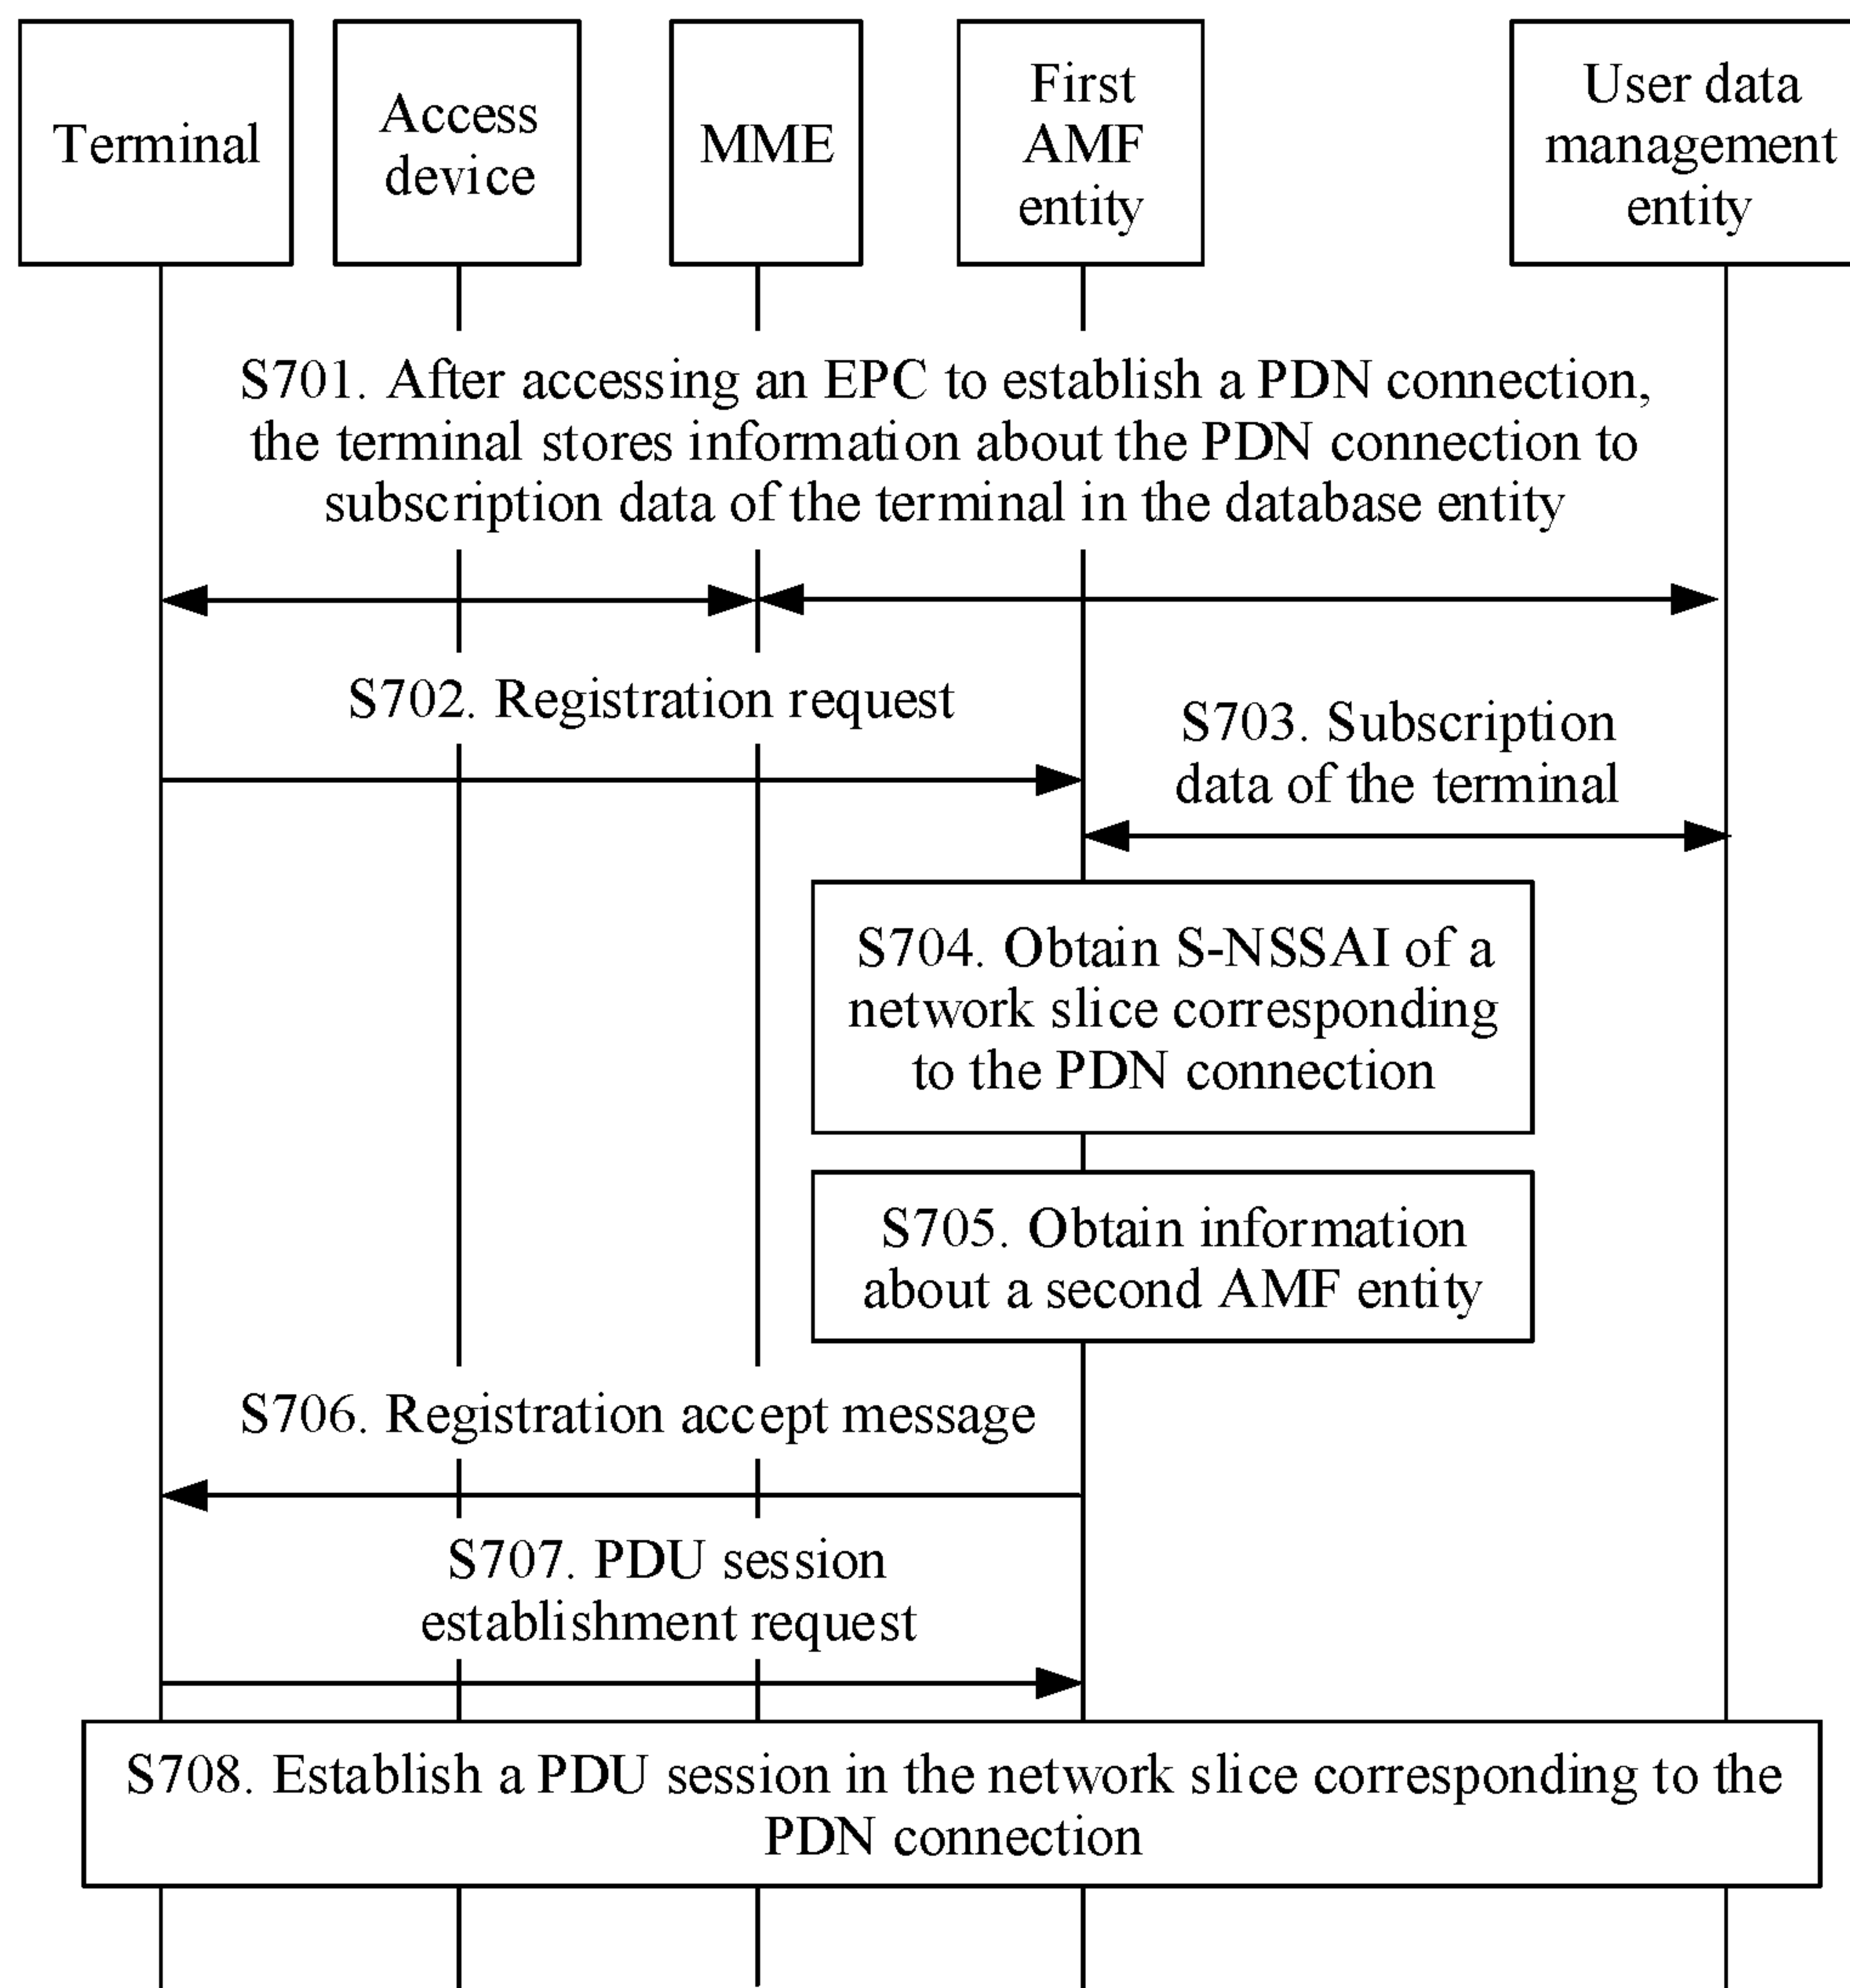 Terminal
Access
device
MME
First
AMF
entity
User data
management
entity
S701. After accessing an EPC to establish a PDN connection,
the terminal stores information about the PDN connection to
subscription data of the terminal in the database entity
S702. Registration request
S703. Subscription
data of the terminal
S704. Obtain S-NSSAI of a
network slice corresponding
to the PDN connection
S705. Obtain information
about a second AMF entity
S706. Registration accept message
S707. PDU session
establishment request
S708. Establish a PDU session in the network slice corresponding to the
PDN connection